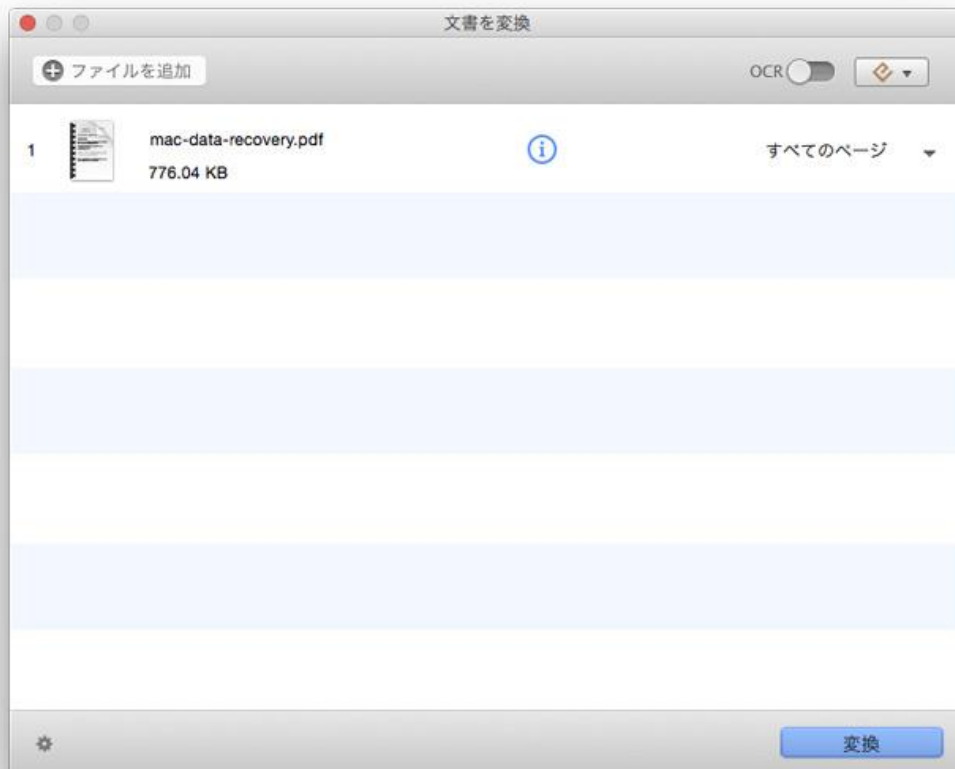 文書を変換
ファイルを追加
OCR
1
mac-data-recovery.pdf
すべてのページ
776.04 KB
変換